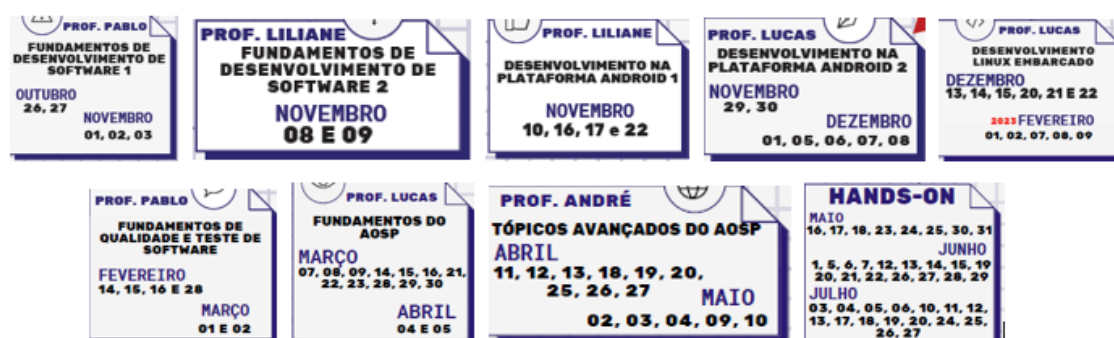 PROF. PABLO
FUNDAMENTOS DE
DESENVOLVIMENTO DE
SOFTWARE 1
OUTUBRO
26, 27
NOVEMBRO
01, 02, 03
PROF. LILIANE
FUNDAMENTOS DE
DESENVOLVIMENTO DE
SOFTWARE 2
NOVEMBRO
08 E 09
PROF. LILIANE
DESENVOLVIMENTO NA
PLATAFORMA ANDROID 1
NOVEMBRO
10, 16, 17 e 22
PROF. LUCAS
DESENVOLVIMENTO NA
PLATAFORMA ANDROID 2
NOVEMBRO
29, 30
DEZEMBRO
01, 05, 06, 07, 08
PROF. LUCAS
DESENVOLVIMENTO
LINUX EMBARCADO
DEZEMBRO
13, 14, 15, 20, 21 E 22
2023 FEVEREIRO
01, 02, 07, 08, 09
PROF. PABLO
FUNDAMENTOS DE
QUALIDADE E TESTE DE
SOFTWARE
FEVEREIRO
14, 15, 16 E 28
MARÇO
01 E 02
PROF. LUCAS
FUNDAMENTOS DO
AOSP
MARÇO
07, 08, 09, 14, 15, 16, 21,
22, 23, 28, 29, 30
ABRIL
04 E 05
PROF. ANDRÉ
TÓPICOS AVANÇADOS DO AOSP
ABRIL
11, 12, 13, 18, 19, 20,
25, 26, 27
MAIO
02, 03, 04, 09, 10
HANDS-ON
MAIO
16, 17, 18, 23, 24, 25, 30, 31
JUNHO
1, 5, 6, 7, 12, 13, 14, 15, 19
20, 21, 22, 26, 27, 28, 29
JULHO
03, 04, 05, 06, 10, 11, 12,
13, 17, 18, 19, 20, 24, 25,
26, 27